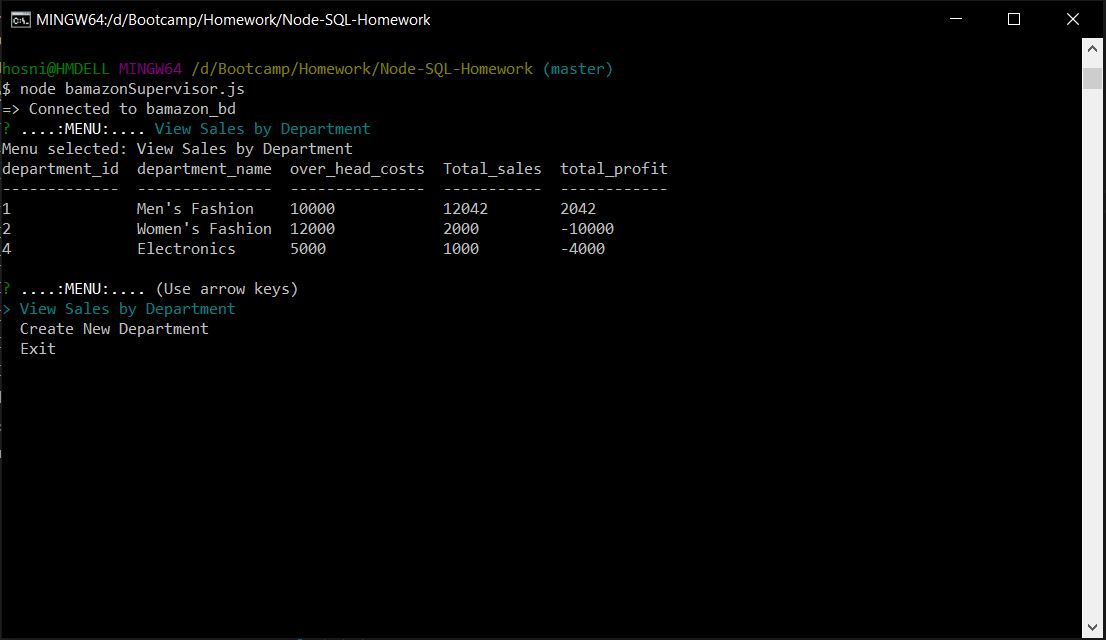 MINGW64:/d/Bootcamp/Homework/Node-SQL-Homework
hosni@HMDELL MINGW64 /d/Bootcamp/Homework/Node-SQL-Homework (master)
$ node bamazonSupervisor.js
=> Connected to bamazon_bd
? ....:MENU:.... View Sales by Department
Menu selected: View Sales by Department
department_id  department_name  over_head_costs  Total_sales  total_profit
-------------  ---------------  ---------------  -----------  ------------
1              Men's Fashion    10000            12042        2042
2              Women's Fashion  12000            2000         -10000
4              Electronics      5000             1000         -4000
? ....:MENU:.... (Use arrow keys)
> View Sales by Department
  Create New Department
  Exit